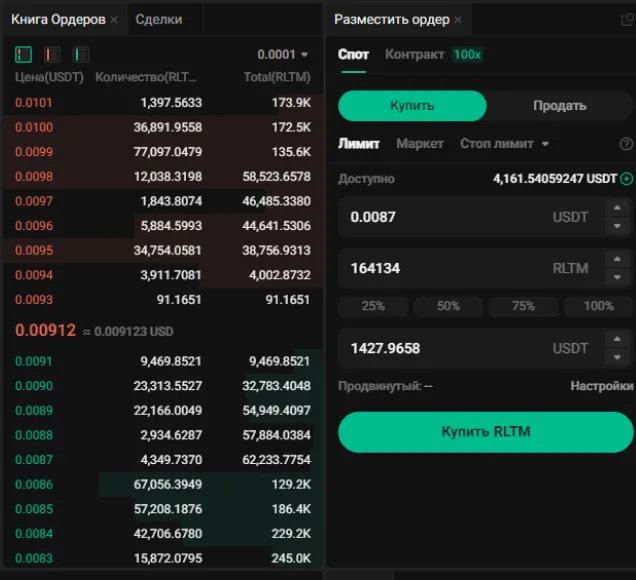 Книга Ордеров × Сделки
0.0001
Цена(USDT) Количество(RLT... Total(RLTM)
0.0101 1,397.5633 173.9K
0.0100 36,891.9558 172.5K
0.0099 77,097.0479 135.6K
0.0098 12,038.3198 58,523.6578
0.0097 1,843.8074 46,485.3380
0.0096 5,884.5993 44,641.5306
0.0095 34,754.0581 38,756.9313
0.0094 3,911.7081 4,002.8732
0.0093 91.1651 91.1651
0.00912 ≈ 0.009123 USD
0.0091 9,469.8521 9,469.8521
0.0090 23,313.5527 32,783.4048
0.0089 22,166.0049 54,949.4097
0.0088 2,934.6287 57,884.0384
0.0087 4,349.7370 62,233.7754
0.0086 67,056.3949 129.2K
0.0085 57,208.1876 186.4K
0.0084 42,706.6780 229.2K
0.0083 15,872.0795 245.0K
Разместить ордер ×
Спот Контракт 100x
Купить Продать
Лимит Маркет Стоп лимит
Доступно 4,161.54059247 USDT
0.0087 USDT
164134 RLTM
25% 50% 75% 100%
1427.9658 USDT
Продвинутый: -- Настройки
Купить RLTM